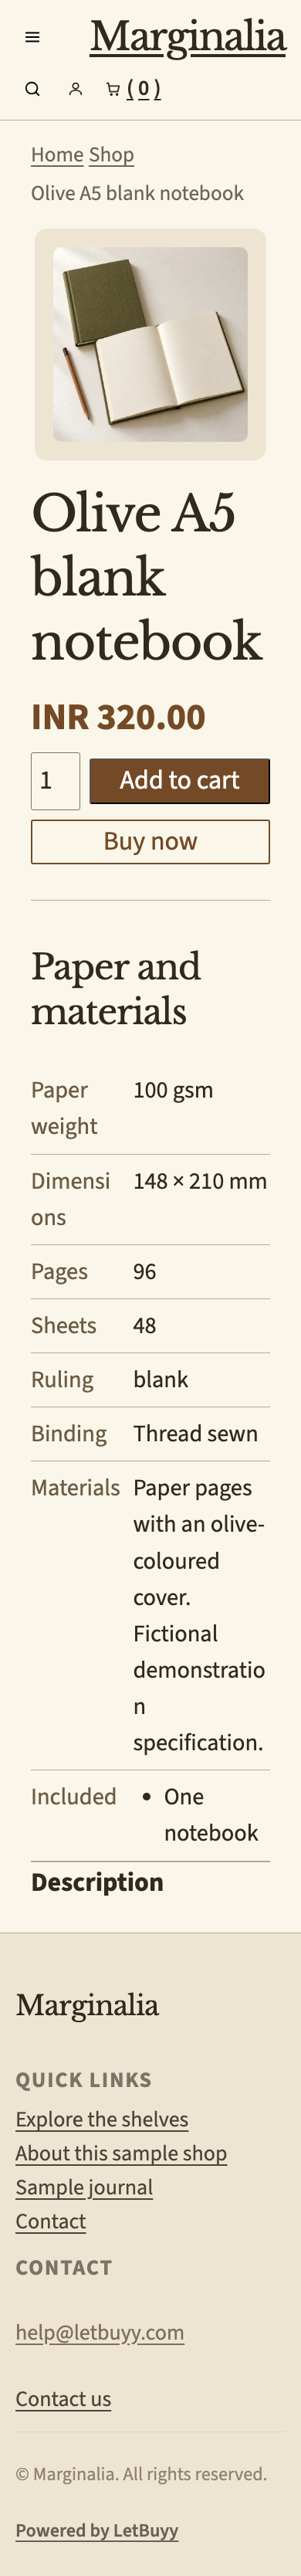 Marginalia
( 0 )
Home Shop
Olive A5 blank notebook
Olive A5
blank
notebook
INR 320.00
1 Add to cart
Buy now
Paper and
materials
Paper 100 gsm
weight
Dimensi 148 × 210 mm
ons
Pages 96
Sheets 48
Ruling blank
Binding Thread sewn
Materials Paper pages
with an olive-
coloured
cover.
Fictional
demonstratio
n
specification.
Included • One
notebook
Description
Marginalia
QUICK LINKS
Explore the shelves
About this sample shop
Sample journal
Contact
CONTACT
help@letbuyy.com
Contact us
© Marginalia. All rights reserved.
Powered by LetBuyy